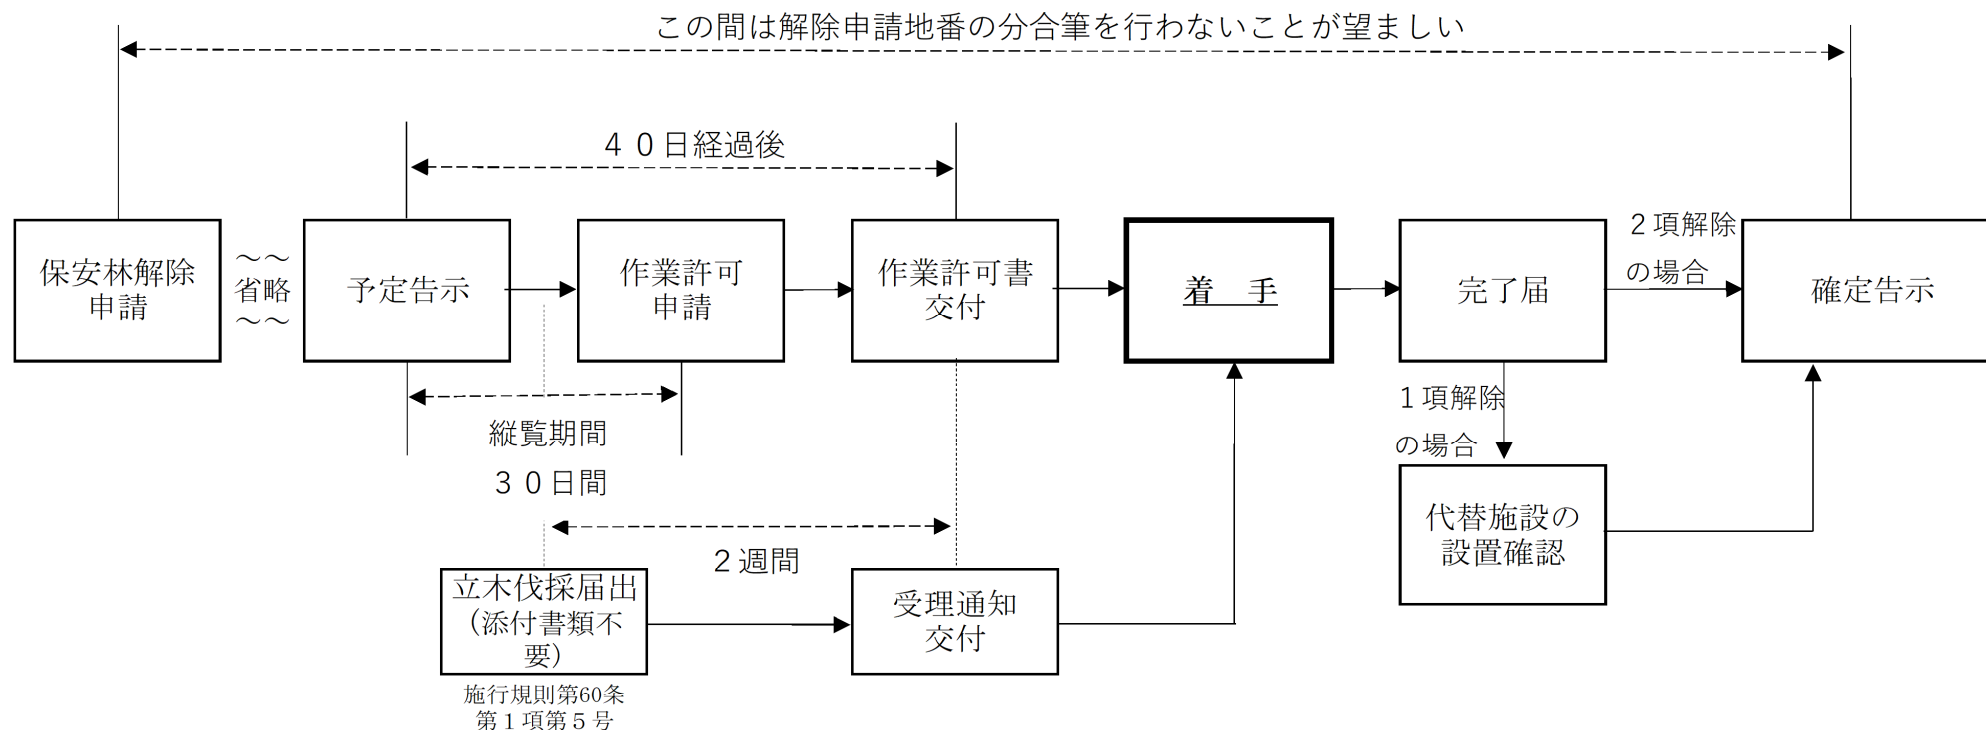 この間は解除申請地番の分合筆を行わないことが望ましい
４０日経過後
保安林解除
申請
～～
省略
～～
予定告示
作業許可
申請
作業許可書
交付
着　手
完了届
２項解除
の場合
確定告示
縦覧期間
３０日間
１項解除
の場合
代替施設の
設置確認
２週間
立木伐採届出
（添付書類不
要）
受理通知
交付
施行規則第60条
第１項第５号